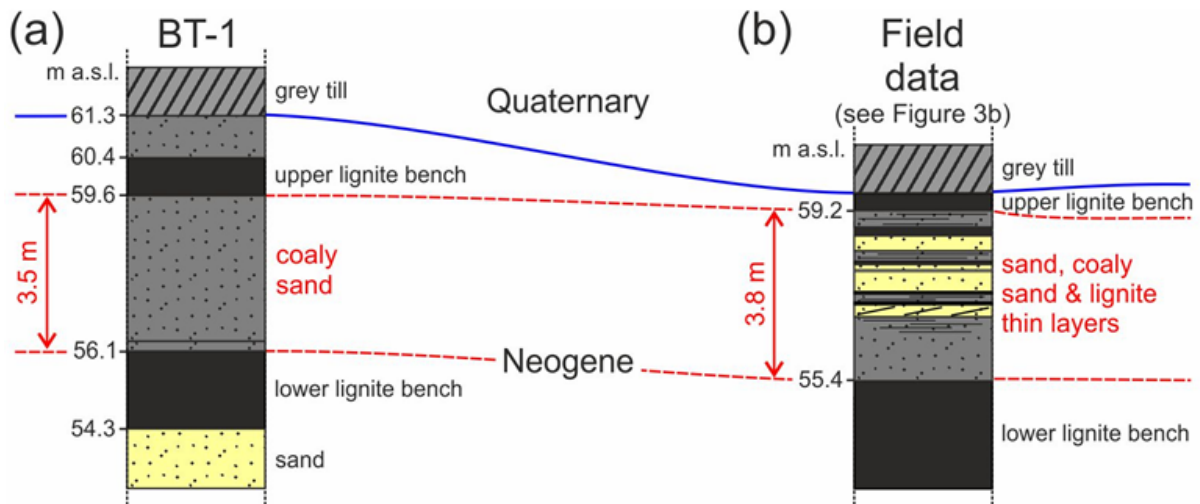 (a)
BT-1
m a.s.l.
grey till
61.3
60.4
upper lignite bench
59.6
3.5 m
coaly
sand
56.1
lower lignite bench
54.3
sand
Quaternary
Neogene
(b)
Field
data
(see Figure 3b)
m a.s.l.
grey till
upper lignite bench
59.2
3.8 m
sand, coaly
sand & lignite
thin layers
55.4
lower lignite bench